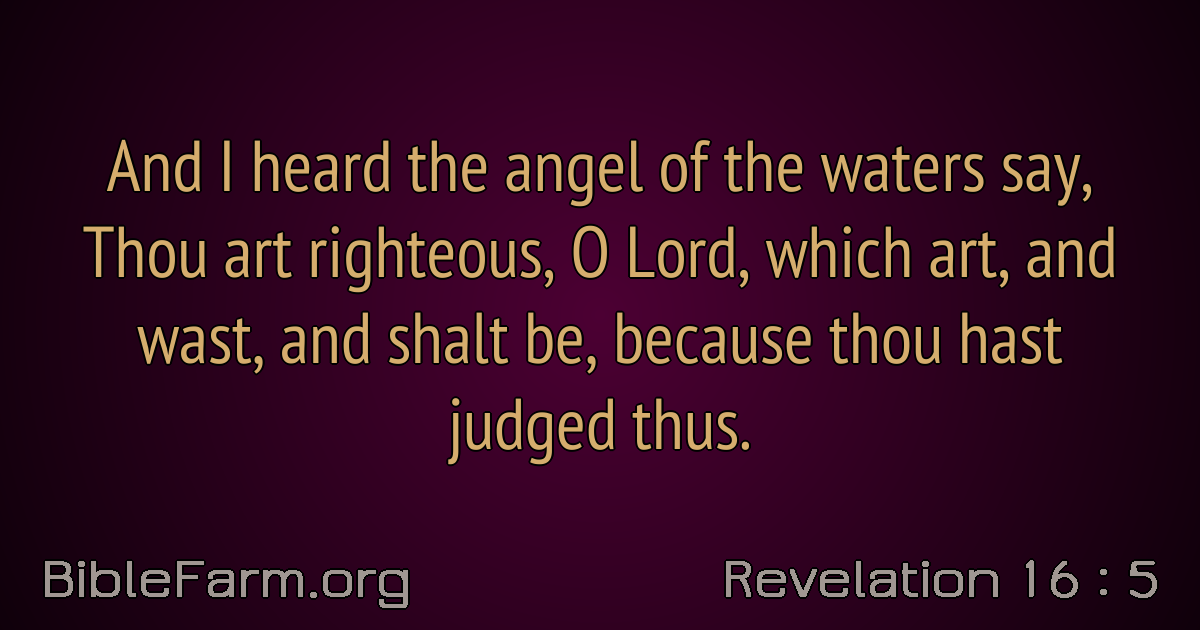 And I heard the angel of the waters say,
Thou art righteous, O Lord, which art, and
wast, and shalt be, because thou hast
judged thus.
BibleFarm.org
Revelation 16 : 5